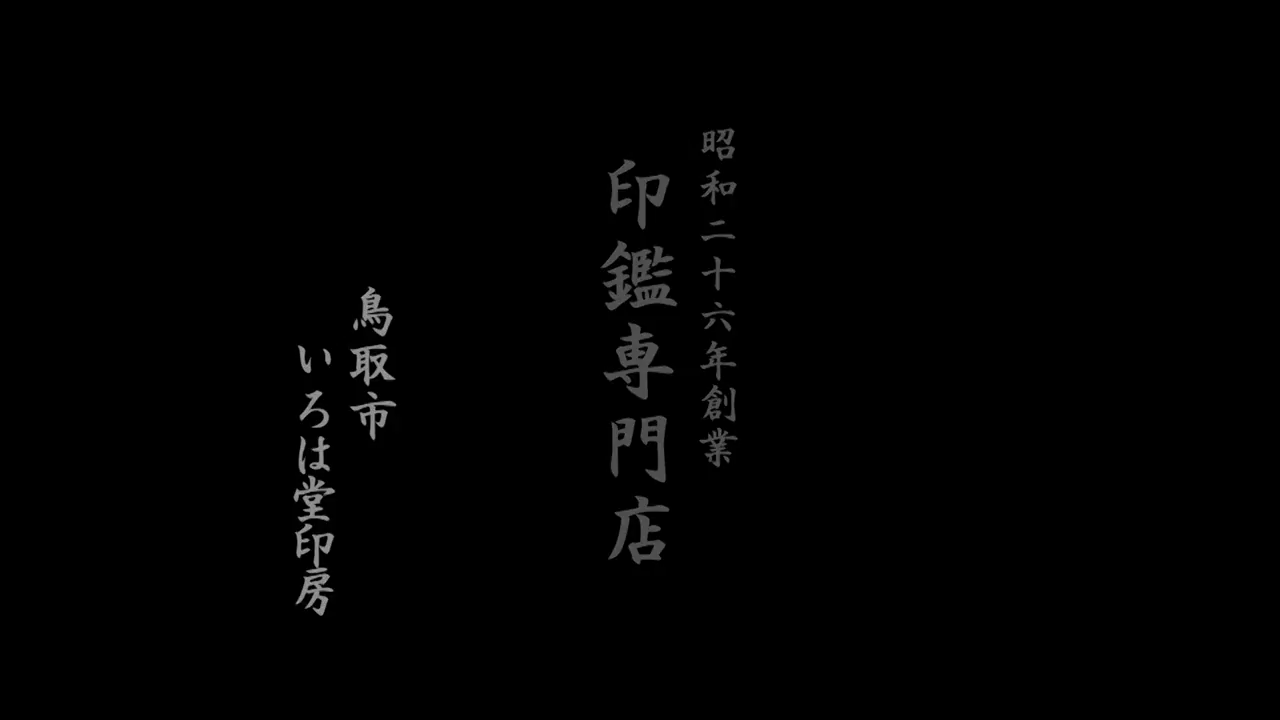 昭和二十六年創業
印鑑専門店
鳥取市
いろは堂印房